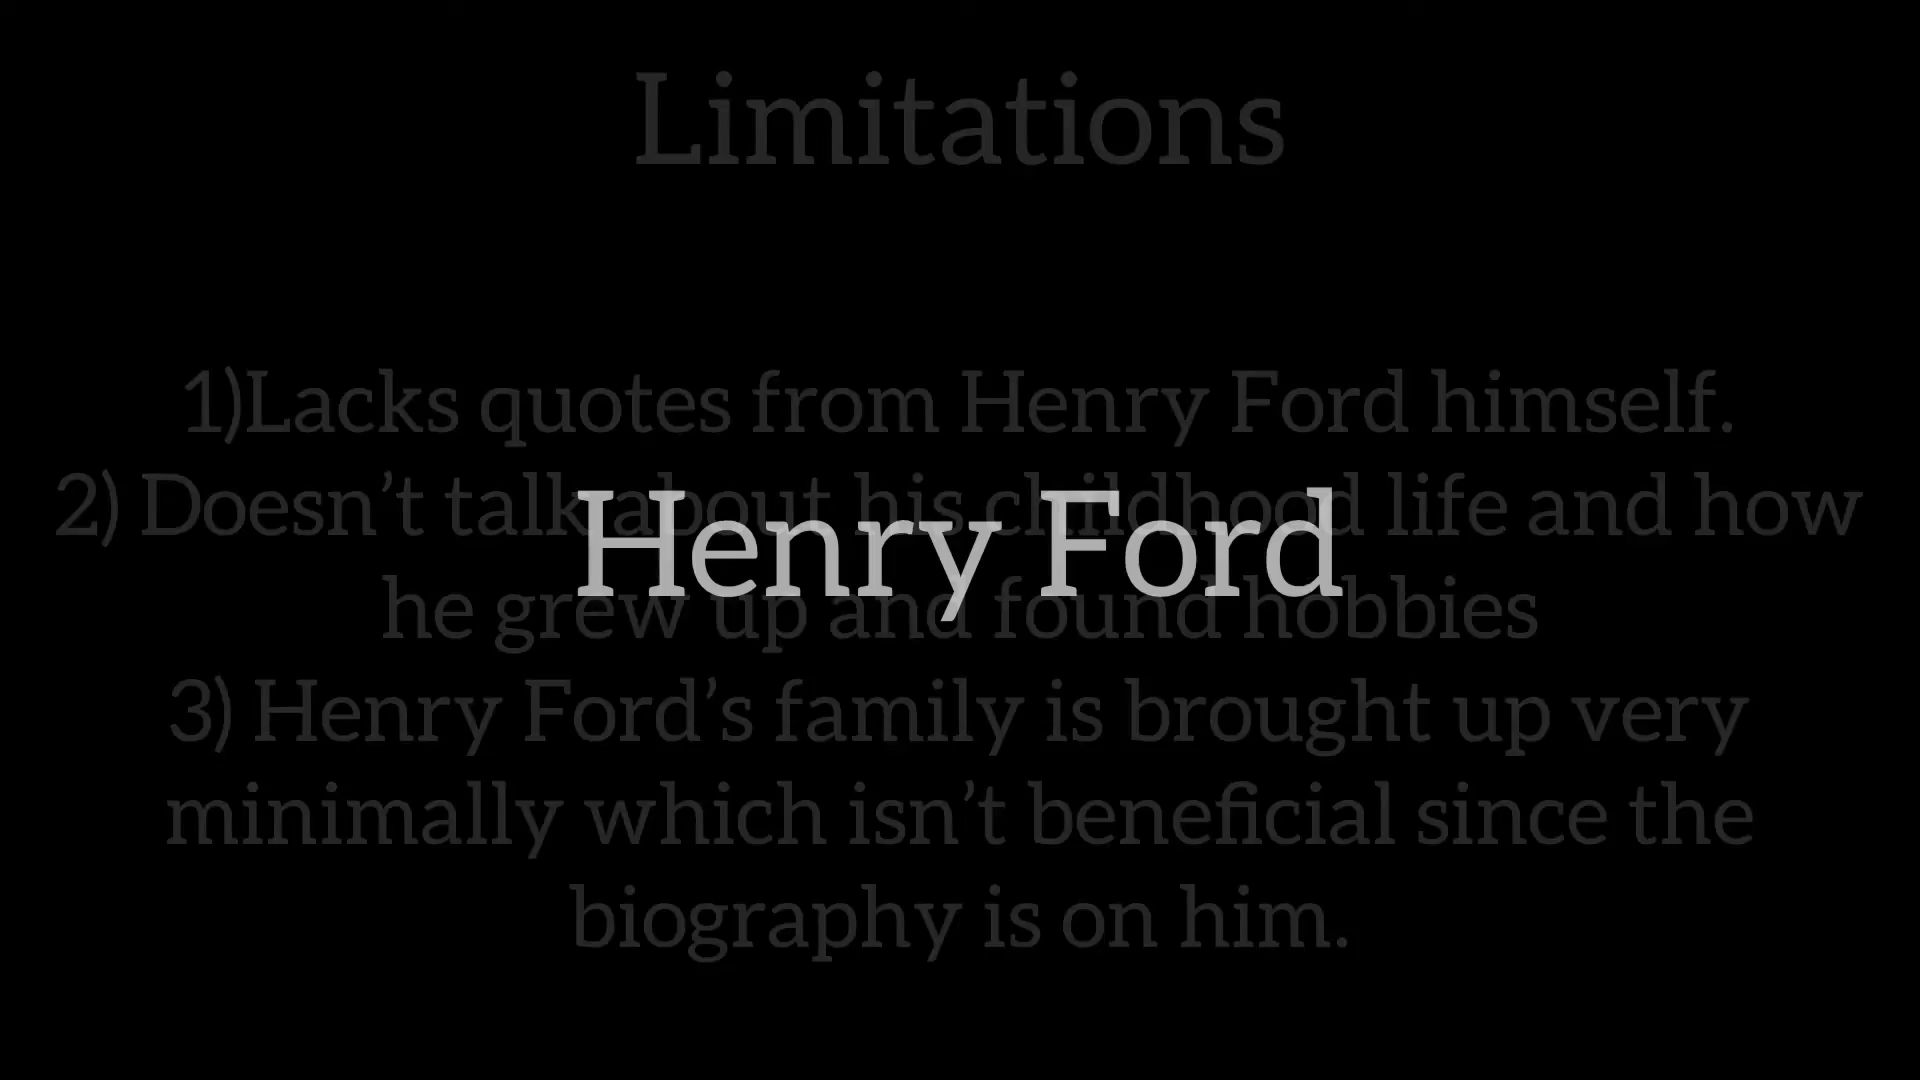 Limitations
1)Lacks quotes from Henry Ford himself.
2) Doesn’t talk about his childhood life and how
Henry Ford
he grew up and found hobbies
3) Henry Ford’s family is brought up very
minimally which isn’t beneficial since the
biography is on him.